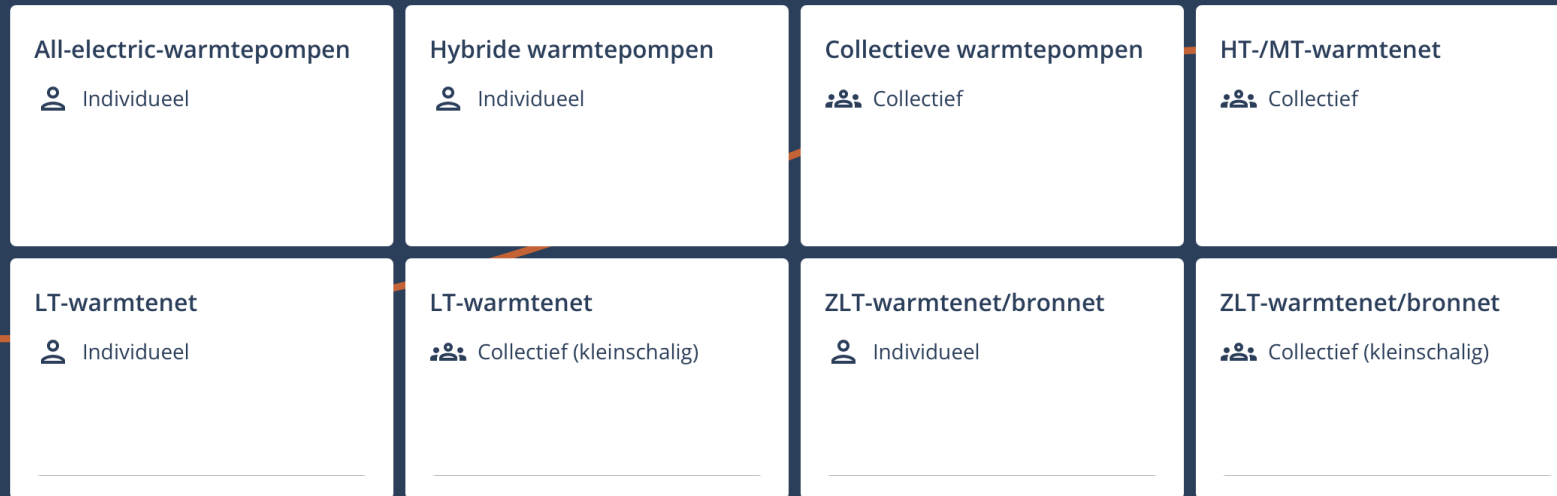 All-electric-warmtepompen
Individueel
Hybride warmtepompen
Individueel
Collectieve warmtepompen
Collectief
HT-/MT-warmtenet
Collectief
LT-warmtenet
Individueel
LT-warmtenet
Collectief (kleinschalig)
ZLT-warmtenet/bronnet
Individueel
ZLT-warmtenet/bronnet
Collectief (kleinschalig)